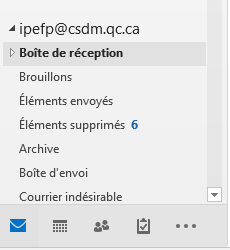 ipefp@csdm.qc.ca
Boîte de réception
Brouillons
Éléments envoyés
Éléments supprimés 6
Archive
Boîte d'envoi
Courrier indésirable